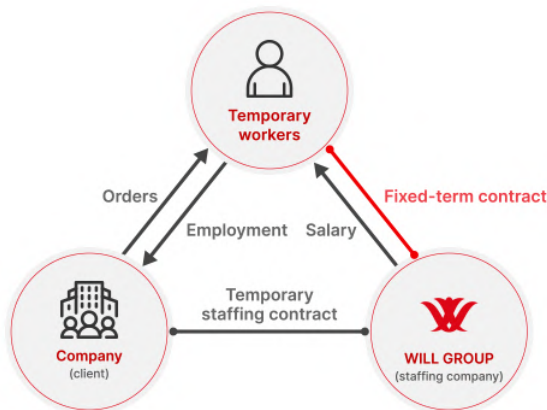 Temporary
workers
Orders
Fixed-term contract
Employment
Salary
Temporary
staffing contract
Company
(client)
WILL GROUP
(staffing company)